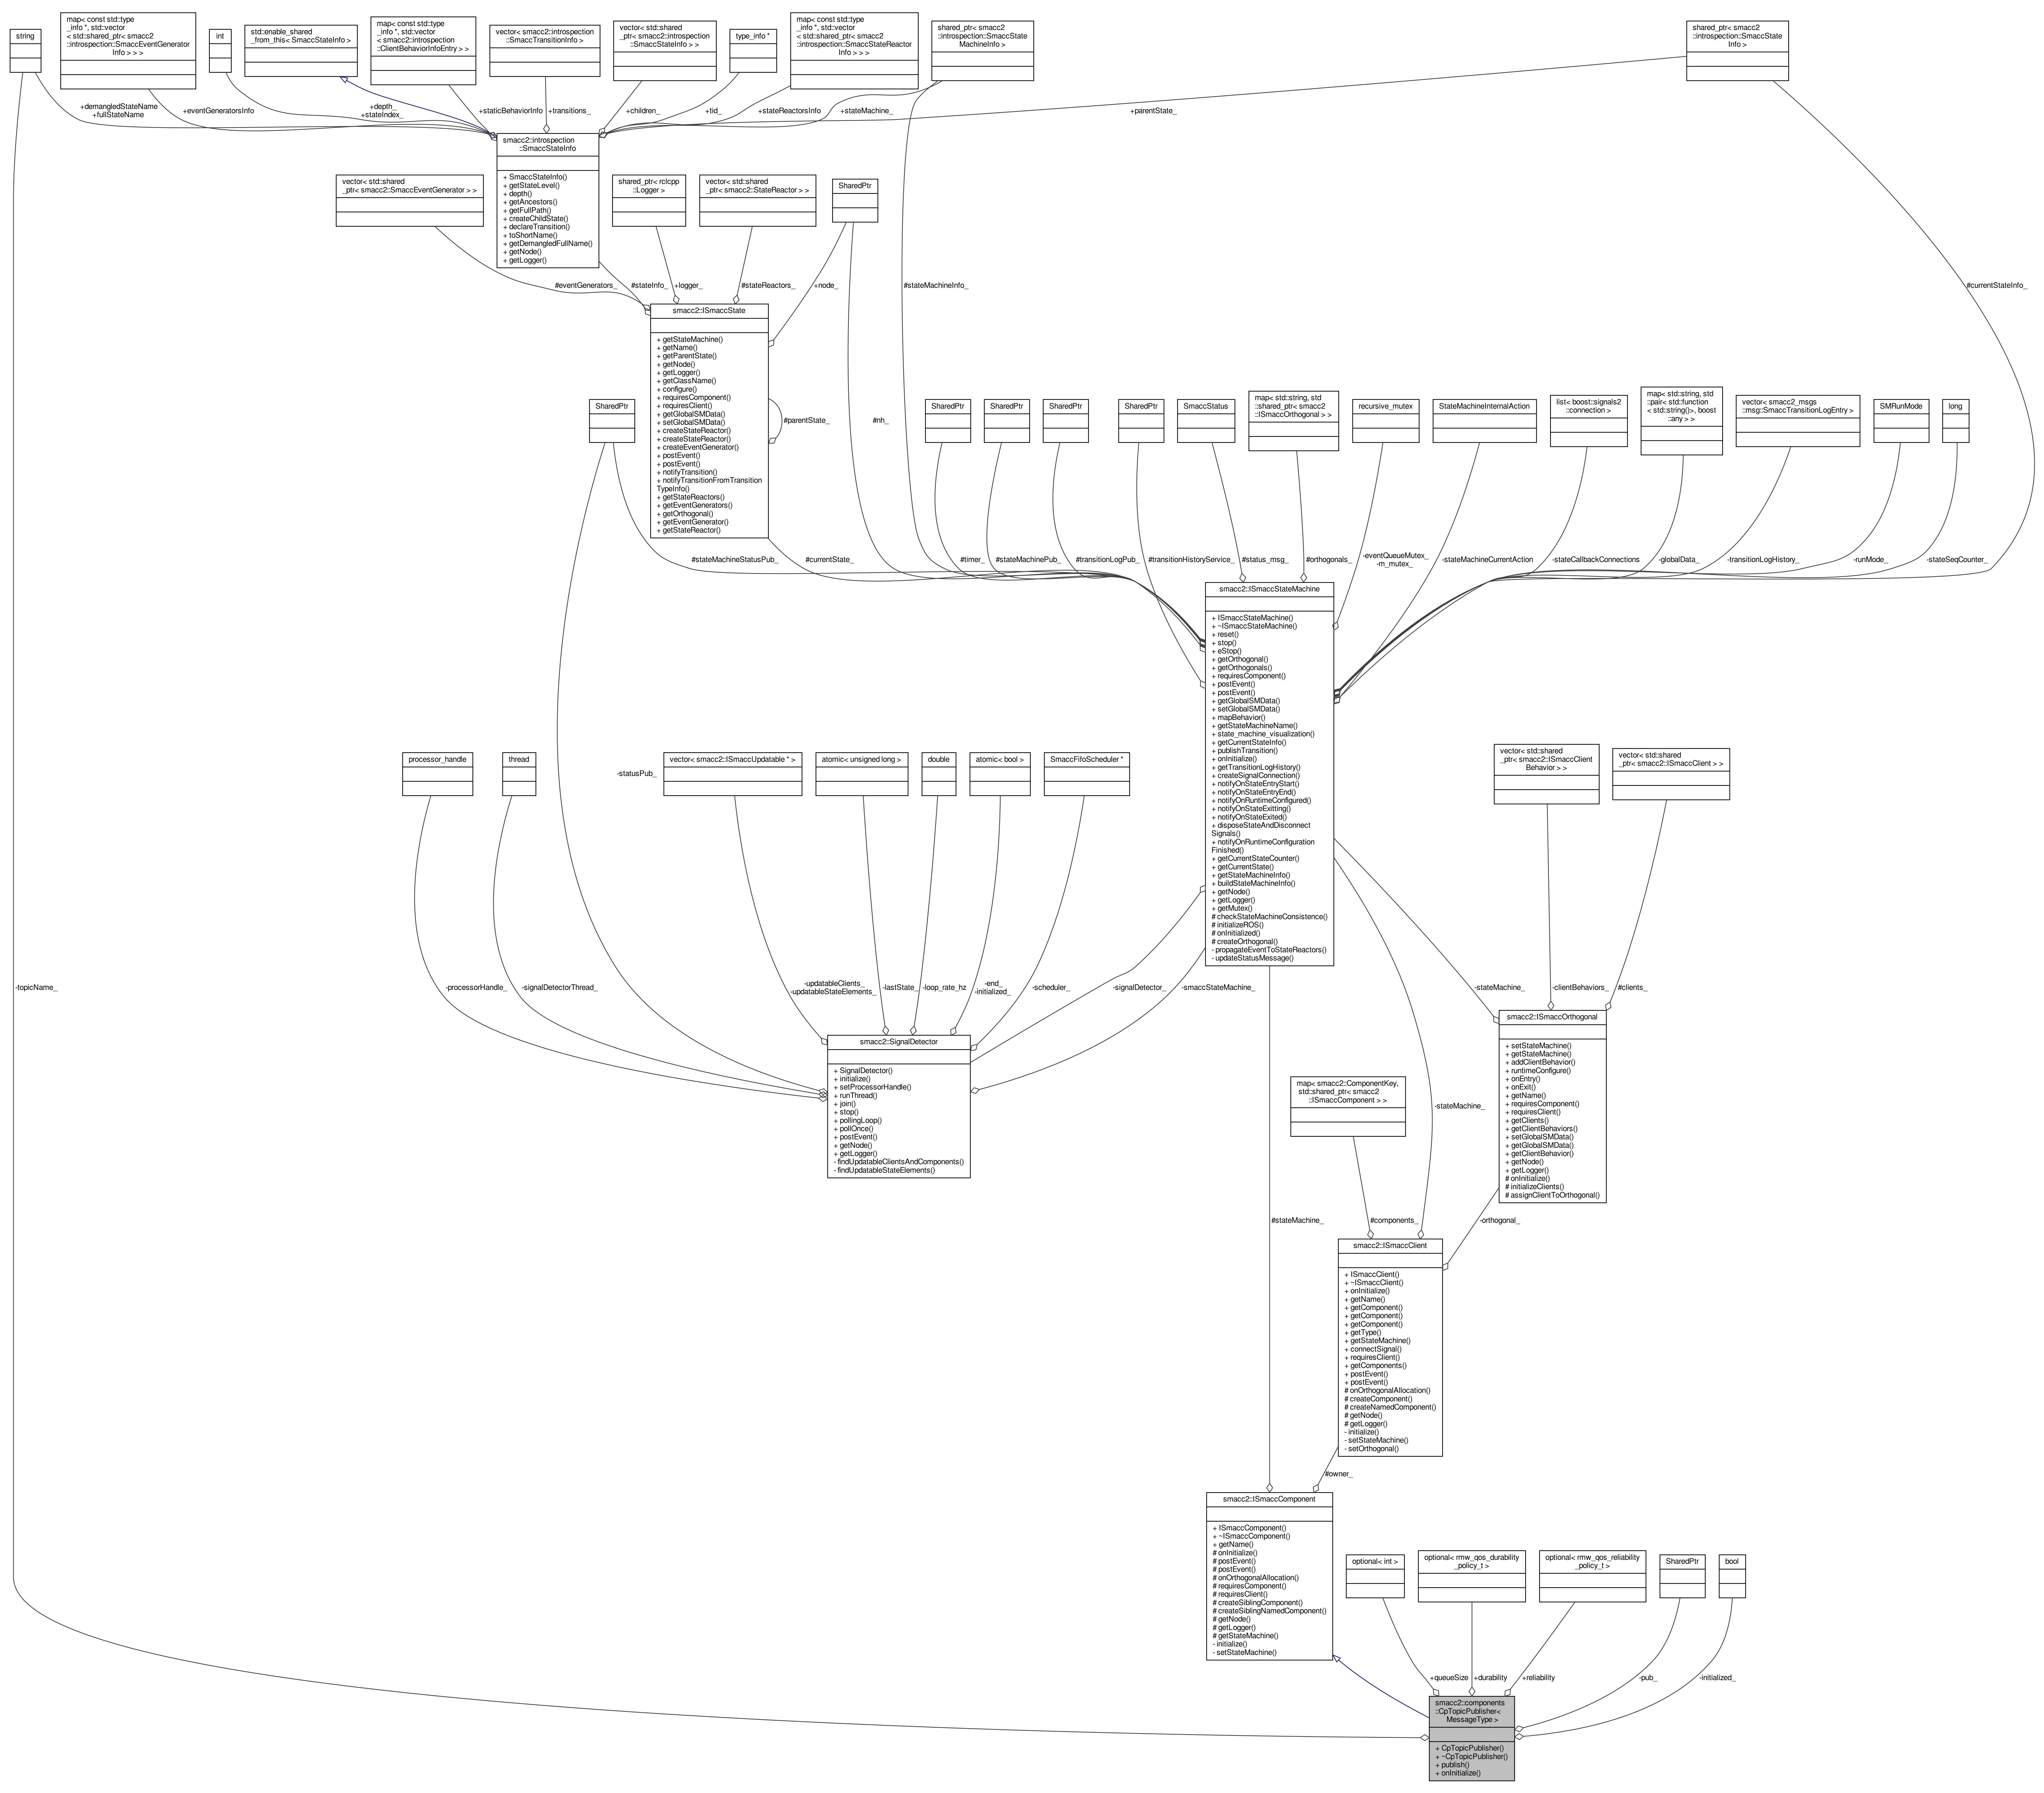 string
map< const std::type
_info *, std::vector
< std::shared_ptr< smacc2
::introspection::SmaccEventGenerator
Info > > >
int
std::enable_shared
_from_this< SmaccStateInfo >
map< const std::type
_info *, std::vector
< smacc2::introspection
::ClientBehaviorInfoEntry > >
vector< smacc2::introspection
::SmaccTransitionInfo >
vector< std::shared
_ptr< smacc2::introspection
::SmaccStateInfo > >
type_info *
map< const std::type
_info *, std::vector
< std::shared_ptr< smacc2
::introspection::SmaccStateReactor
Info > > >
shared_ptr< smacc2
::introspection::SmaccState
MachineInfo >
shared_ptr< smacc2
::introspection::SmaccState
Info >
+demangledStateName
+fullStateName
+eventGeneratorsInfo
+depth_
+stateIndex_
+staticBehaviorInfo
+transitions_
+children_
+tid_
+stateReactorsInfo
+stateMachine_
+parentState_
smacc2::introspection
::SmaccStateInfo
+ SmaccStateInfo()
+ getStateLevel()
+ depth()
+ getAncestors()
+ getFullPath()
+ createChildState()
+ declareTransition()
+ toShortName()
+ getDemangledFullName()
+ getNode()
+ getLogger()
vector< std::shared
_ptr< smacc2::SmaccEventGenerator > >
shared_ptr< rclcpp
::Logger >
vector< std::shared
_ptr< smacc2::StateReactor > >
SharedPtr
#eventGenerators_
#stateInfo_
+logger_
#stateReactors_
+node_
#stateMachineInfo_
#currentStateInfo_
smacc2::ISmaccState
+ getStateMachine()
+ getName()
+ getParentState()
+ getNode()
+ getLogger()
+ getClassName()
+ configure()
+ requiresComponent()
+ requiresClient()
+ getGlobalSMData()
+ setGlobalSMData()
+ createStateReactor()
+ createStateReactor()
+ createEventGenerator()
+ postEvent()
+ postEvent()
+ notifyTransition()
+ notifyTransitionFromTransition
TypeInfo()
+ getStateReactors()
+ getEventGenerators()
+ getOrthogonal()
+ getEventGenerator()
+ getStateReactor()
#parentState_
#nh_
SharedPtr
SharedPtr
SharedPtr
SharedPtr
SharedPtr
SmaccStatus
map< std::string, std
::shared_ptr< smacc2
::ISmaccOrthogonal > >
recursive_mutex
StateMachineInternalAction
list< boost::signals2
::connection >
map< std::string, std
::pair< std::function
< std::string()>, boost
::any > >
vector< smacc2_msgs
::msg::SmaccTransitionLogEntry >
SMRunMode
long
#stateMachineStatusPub_
#currentState_
#timer_
#stateMachinePub_
#transitionLogPub_
#transitionHistoryService_
#status_msg_
#orthogonals_
-eventQueueMutex_
-m_mutex_
-stateMachineCurrentAction
-stateCallbackConnections
-globalData_
-transitionLogHistory_
-runMode_
-stateSeqCounter_
smacc2::ISmaccStateMachine
+ ISmaccStateMachine()
+ ~ISmaccStateMachine()
+ reset()
+ stop()
+ eStop()
+ getOrthogonal()
+ getOrthogonals()
+ requiresComponent()
+ postEvent()
+ postEvent()
+ getGlobalSMData()
+ setGlobalSMData()
+ mapBehavior()
+ getStateMachineName()
+ state_machine_visualization()
+ getCurrentStateInfo()
+ publishTransition()
+ onInitialize()
+ getTransitionLogHistory()
+ createSignalConnection()
+ notifyOnStateEntryStart()
+ notifyOnStateEntryEnd()
+ notifyOnRuntimeConfigured()
+ notifyOnStateExitting()
+ notifyOnStateExited()
+ disposeStateAndDisconnect
Signals()
+ notifyOnRuntimeConfiguration
Finished()
+ getCurrentStateCounter()
+ getCurrentState()
+ getStateMachineInfo()
+ buildStateMachineInfo()
+ getNode()
+ getLogger()
+ getMutex()
# checkStateMachineConsistence()
# initializeROS()
# onInitialized()
# createOrthogonal()
- propagateEventToStateReactors()
- updateStatusMessage()
processor_handle
thread
-statusPub_
vector< smacc2::ISmaccUpdatable * >
atomic< unsigned long >
double
atomic< bool >
SmaccFifoScheduler *
vector< std::shared
_ptr< smacc2::ISmaccClient
Behavior > >
vector< std::shared
_ptr< smacc2::ISmaccClient > >
-topicName_
-processorHandle_
-signalDetectorThread_
-updatableClients_
-updatableStateElements_
-lastState_
-loop_rate_hz
-end_
-initialized_
-scheduler_
-signalDetector_
-smaccStateMachine_
-stateMachine_
-clientBehaviors_
#clients_
smacc2::SignalDetector
+ SignalDetector()
+ initialize()
+ setProcessorHandle()
+ runThread()
+ join()
+ stop()
+ pollingLoop()
+ pollOnce()
+ postEvent()
+ getNode()
+ getLogger()
- findUpdatableClientsAndComponents()
- findUpdatableStateElements()
smacc2::ISmaccOrthogonal
+ setStateMachine()
+ getStateMachine()
+ addClientBehavior()
+ runtimeConfigure()
+ onEntry()
+ onExit()
+ getName()
+ requiresComponent()
+ requiresClient()
+ getClients()
+ getClientBehaviors()
+ setGlobalSMData()
+ getGlobalSMData()
+ getClientBehavior()
+ getNode()
+ getLogger()
# onInitialize()
# initializeClients()
# assignClientToOrthogonal()
map< smacc2::ComponentKey,
std::shared_ptr< smacc2
::ISmaccComponent > >
-stateMachine_
#stateMachine_
#components_
-orthogonal_
smacc2::ISmaccClient
+ ISmaccClient()
+ ~ISmaccClient()
+ onInitialize()
+ getName()
+ getComponent()
+ getComponent()
+ getComponent()
+ getType()
+ getStateMachine()
+ connectSignal()
+ requiresClient()
+ getComponents()
+ postEvent()
+ postEvent()
# onOrthogonalAllocation()
# createComponent()
# createNamedComponent()
# getNode()
# getLogger()
- initialize()
- setStateMachine()
- setOrthogonal()
#owner_
smacc2::ISmaccComponent
+ ISmaccComponent()
+ ~ISmaccComponent()
+ getName()
# onInitialize()
# postEvent()
# postEvent()
# onOrthogonalAllocation()
# requiresComponent()
# requiresClient()
# createSiblingComponent()
# createSiblingNamedComponent()
# getNode()
# getLogger()
# getStateMachine()
- initialize()
- setStateMachine()
optional< int >
optional< rmw_qos_durability
_policy_t >
optional< rmw_qos_reliability
_policy_t >
SharedPtr
bool
+queueSize
+durability
+reliability
-pub_
-initialized_
smacc2::components
::CpTopicPublisher<
MessageType >
+ CpTopicPublisher()
+ ~CpTopicPublisher()
+ publish()
+ onInitialize()